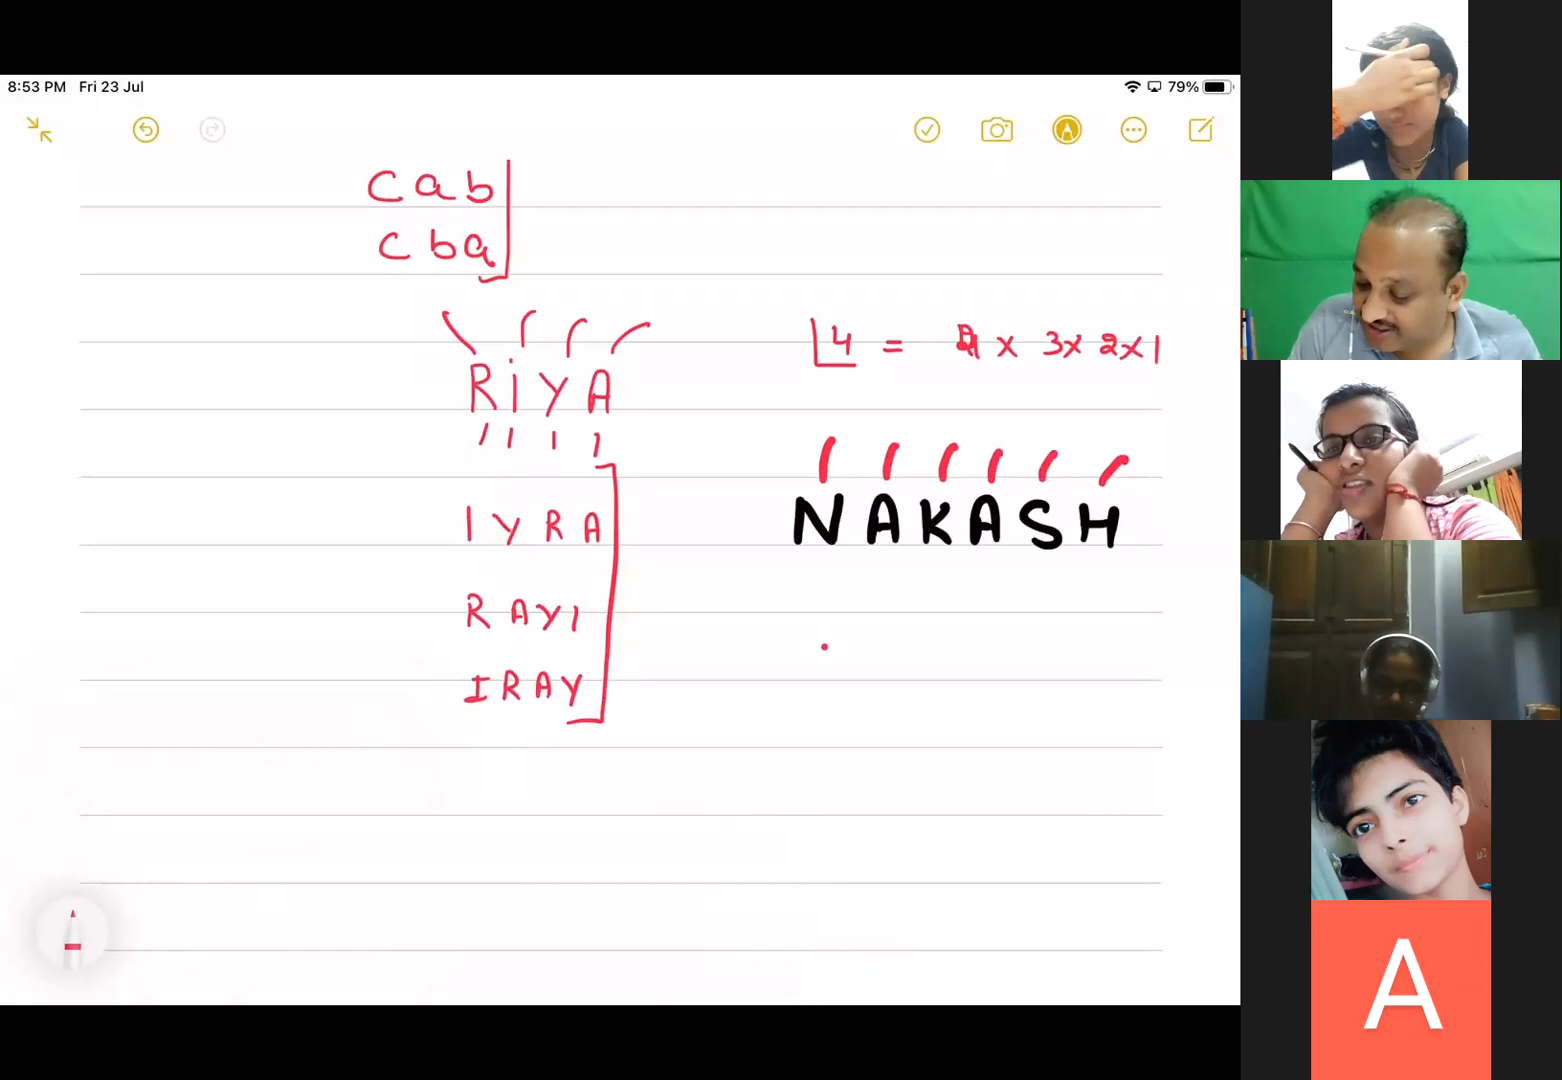 8:53 PM Fri 23 Jul 79%
cab
cba
RiYA
IYRA
RAYI
IRAY
⌊4 = 4 x 3x 2x1
NAKASH
A